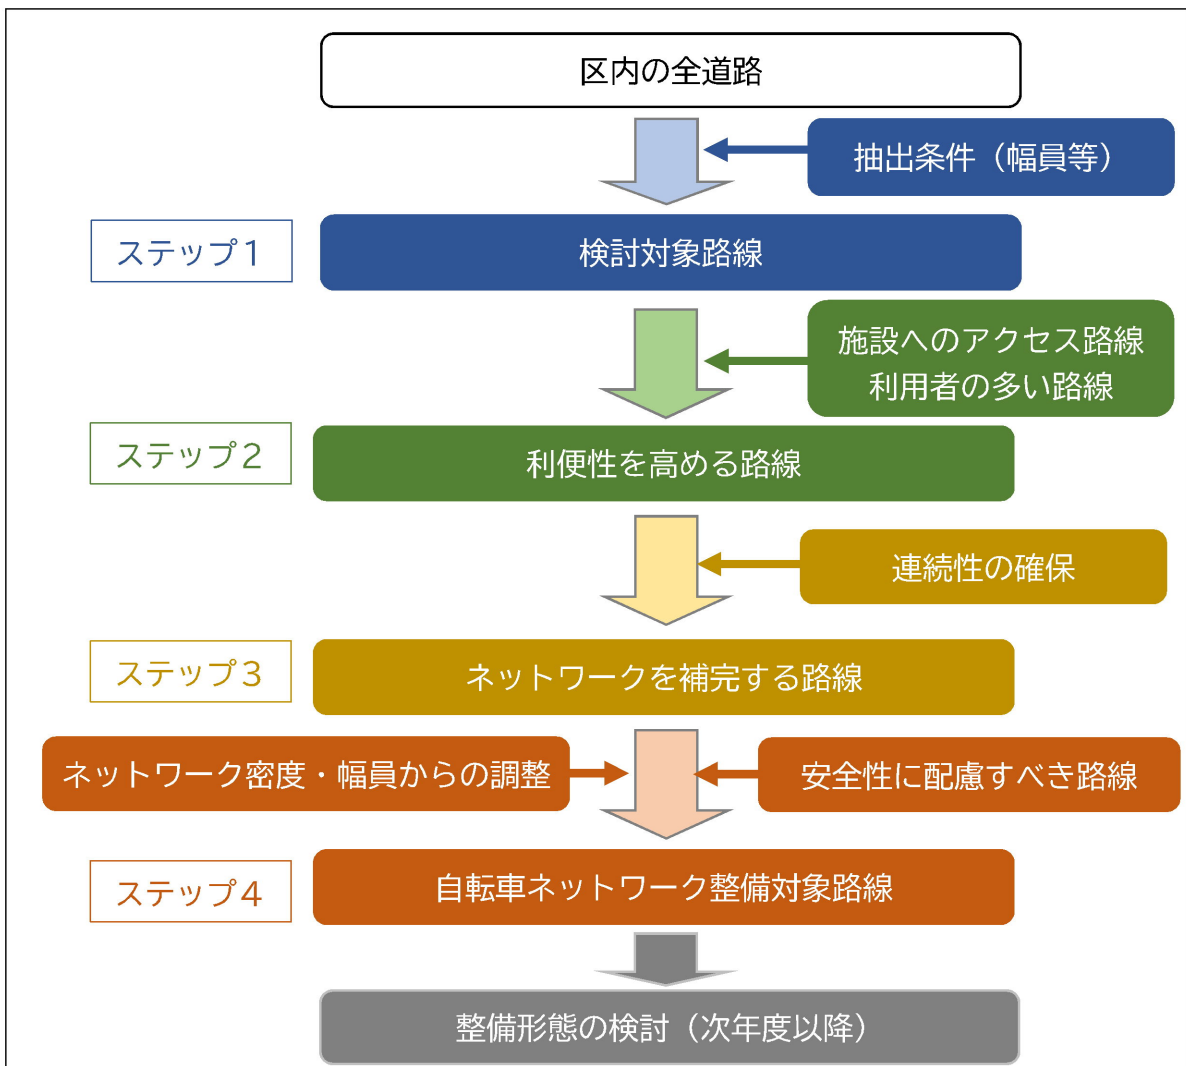 区内の全道路
抽出条件（幅員等）
ステップ１
検討対象路線
施設へのアクセス路線
利用者の多い路線
ステップ２
利便性を高める路線
連続性の確保
ステップ３
ネットワークを補完する路線
ネットワーク密度・幅員からの調整
安全性に配慮すべき路線
ステップ４
自転車ネットワーク整備対象路線
整備形態の検討（次年度以降）